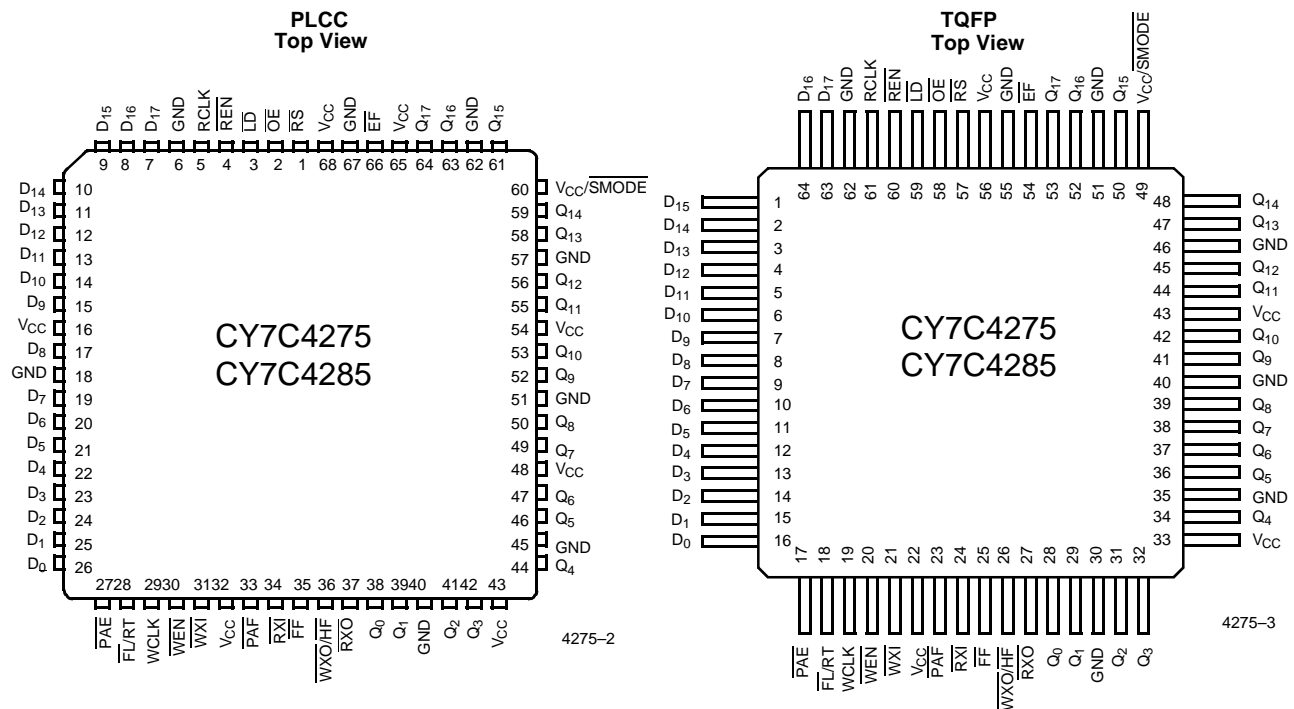 PLCC
Top View
D15 D16 D17 GND RCLK REN LD OE RS VCC GND EF VCC Q17 Q16 GND Q15
9 8 7 6 5 4 3 2 1 68 67 66 65 64 63 62 61
D14 10 60 VCC/SMODE
D13 11 59 Q14
D12 12 58 Q13
D11 13 57 GND
D10 14 56 Q12
D9 15 55 Q11
VCC 16 54 VCC
D8 17 53 Q10
GND 18 52 Q9
D7 19 51 GND
D6 20 50 Q8
D5 21 49 Q7
D4 22 48 VCC
D3 23 47 Q6
D2 24 46 Q5
D1 25 45 GND
D0 26 44 Q4
CY7C4275
CY7C4285
27 28 29 30 31 32 33 34 35 36 37 38 39 40 41 42 43
PAE FL/RT WCLK WEN WXI VCC PAF RXI FF WXO/HF RXO Q0 Q1 GND Q2 Q3 VCC
4275–2
TQFP
Top View
D16 D17 GND RCLK REN LD OE RS VCC GND EF Q17 Q16 GND Q15 VCC/SMODE
64 63 62 61 60 59 58 57 56 55 54 53 52 51 50 49
D15 1 48 Q14
D14 2 47 Q13
D13 3 46 GND
D12 4 45 Q12
D11 5 44 Q11
D10 6 43 VCC
D9 7 42 Q10
D8 8 41 Q9
D7 9 40 GND
D6 10 39 Q8
D5 11 38 Q7
D4 12 37 Q6
D3 13 36 Q5
D2 14 35 GND
D1 15 34 Q4
D0 16 33 VCC
CY7C4275
CY7C4285
17 18 19 20 21 22 23 24 25 26 27 28 29 30 31 32
PAE FL/RT WCLK WEN WXI VCC PAF RXI FF WXO/HF RXO Q0 Q1 GND Q2 Q3
4275–3